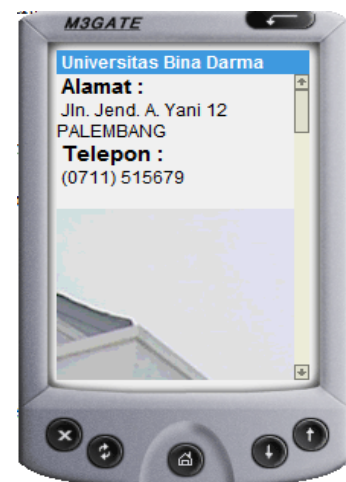 M3GATE
Universitas Bina Darma
Alamat :
Jln. Jend. A. Yani 12
PALEMBANG
Telepon :
(0711) 515679